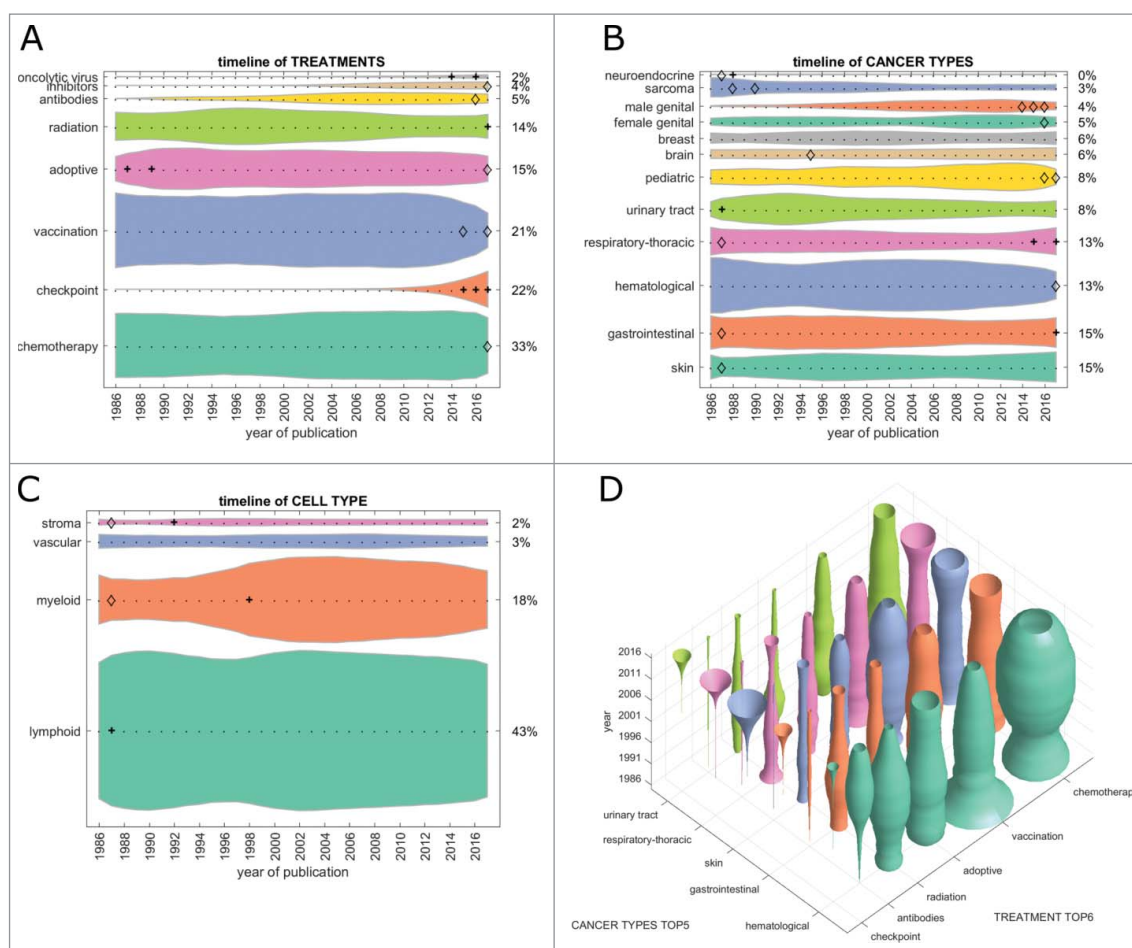 A
timeline of TREATMENTS
oncolytic virus 2%
inhibitors 4%
antibodies 5%
radiation 14%
adoptive 15%
vaccination 21%
checkpoint 22%
chemotherapy 33%
1986 1988 1990 1992 1994 1996 1998 2000 2002 2004 2006 2008 2010 2012 2014 2016
year of publication
B
timeline of CANCER TYPES
neuroendocrine 0%
sarcoma 3%
male genital 4%
female genital 5%
breast 6%
brain 6%
pediatric 8%
urinary tract 8%
respiratory-thoracic 13%
hematological 13%
gastrointestinal 15%
skin 15%
1986 1988 1990 1992 1994 1996 1998 2000 2002 2004 2006 2008 2010 2012 2014 2016
year of publication
C
timeline of CELL TYPE
stroma 2%
vascular 3%
myeloid 18%
lymphoid 43%
1986 1988 1990 1992 1994 1996 1998 2000 2002 2004 2006 2008 2010 2012 2014 2016
year of publication
D
2016
2011
2006
2001
1996
1991
1986
year
urinary tract
respiratory-thoracic
skin
gastrointestinal
hematological
CANCER TYPES TOP5
chemotherapy
vaccination
adoptive
radiation
antibodies
checkpoint
TREATMENT TOP6